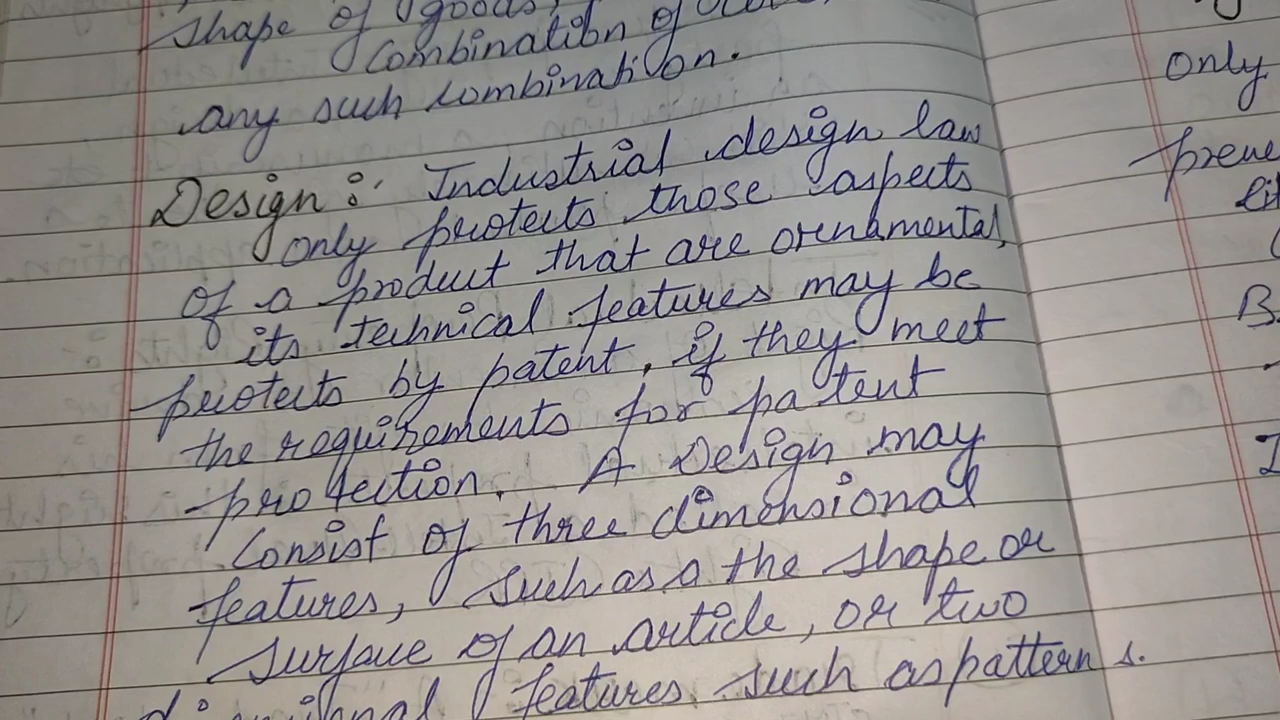 shape of goods,
Combination of
any such combination.
Design : Industrial design law
only protects those aspects
of a product that are ornamental,
its technical features may be
protects by patent, if they meet
the requirements for patent
protection. A Design may
Consist of three dimensional
features, such as a the shape or
surface of an article, or two
features such as patterns.
only